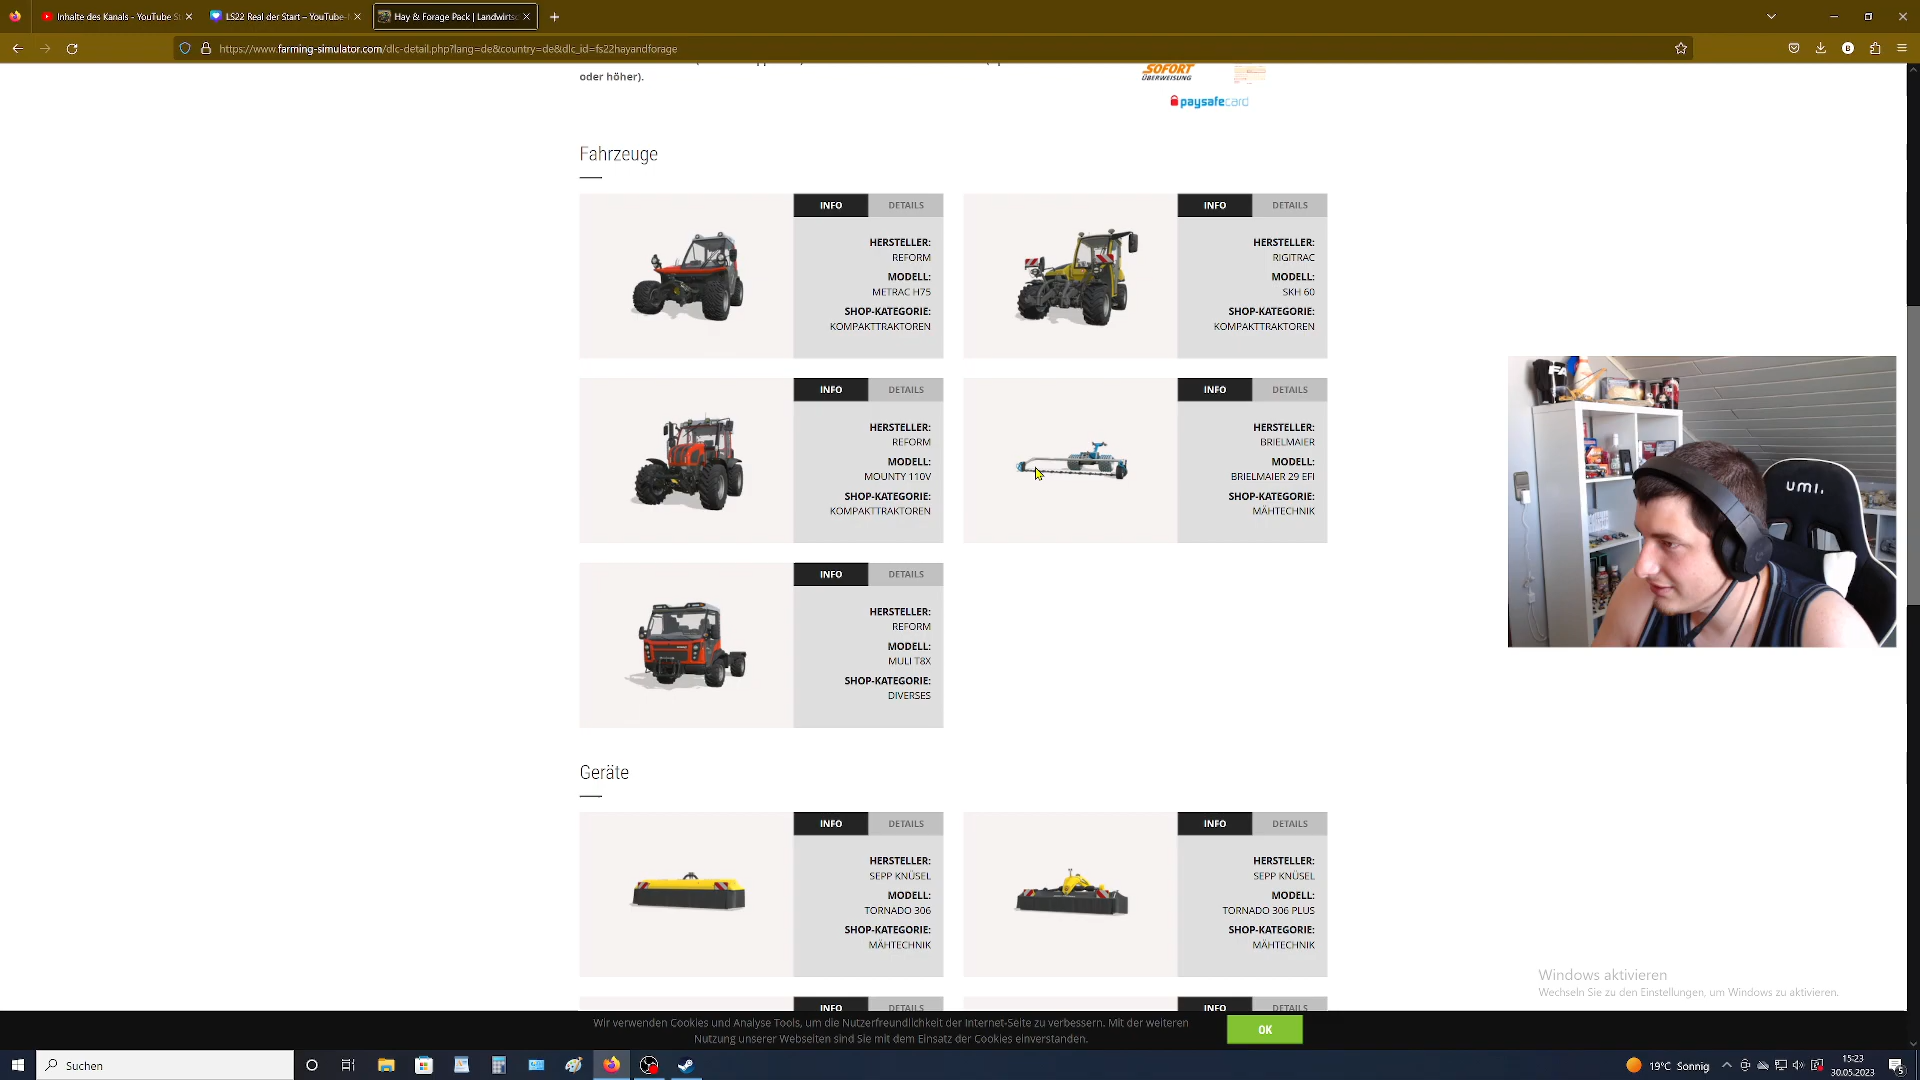 Inhalte des Kanals - YouTube St
LS22 Real der Start – YouTube-
Hay & Forage Pack | Landwirtsc
https://www.farming-simulator.com/dlc-detail.php?lang=de&country=de&dlc_id=fs22hayandforage
oder höher).
SOFORT
ÜBERWEISUNG
paysafecard
Fahrzeuge
INFO DETAILS
HERSTELLER:
REFORM
MODELL:
METRAC H75
SHOP-KATEGORIE:
KOMPAKTTRAKTOREN
INFO DETAILS
HERSTELLER:
RIGITRAC
MODELL:
SKH 60
SHOP-KATEGORIE:
KOMPAKTTRAKTOREN
INFO DETAILS
HERSTELLER:
REFORM
MODELL:
MOUNTY 110V
SHOP-KATEGORIE:
KOMPAKTTRAKTOREN
INFO DETAILS
HERSTELLER:
BRIELMAIER
MODELL:
BRIELMAIER 29 EFI
SHOP-KATEGORIE:
MÄHTECHNIK
INFO DETAILS
HERSTELLER:
REFORM
MODELL:
MULI T8X
SHOP-KATEGORIE:
DIVERSES
umi.
Geräte
INFO DETAILS
HERSTELLER:
SEPP KNÜSEL
MODELL:
TORNADO 306
SHOP-KATEGORIE:
MÄHTECHNIK
INFO DETAILS
HERSTELLER:
SEPP KNÜSEL
MODELL:
TORNADO 306 PLUS
SHOP-KATEGORIE:
MÄHTECHNIK
INFO DETAILS
INFO DETAILS
Windows aktivieren
Wechseln Sie zu den Einstellungen, um Windows zu aktivieren.
Wir verwenden Cookies und Analyse Tools, um die Nutzerfreundlichkeit der Internet-Seite zu verbessern. Mit der weiteren
Nutzung unserer Webseiten sind Sie mit dem Einsatz der Cookies einverstanden.
OK
Suchen
19°C Sonnig
15:23
30.05.2023
5